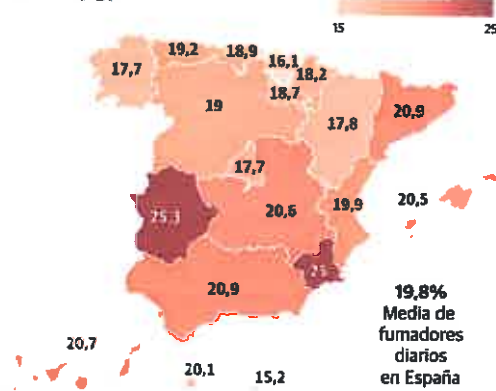 15 25
19,2 18,9 16,1
17,7 18,2
18,7
19 20,9
17,8
17,7
25,3 20,6 19,9 20,5
20,9
19,8%
Media de
fumadores
diarios
en España
20,7
20,1 15,2